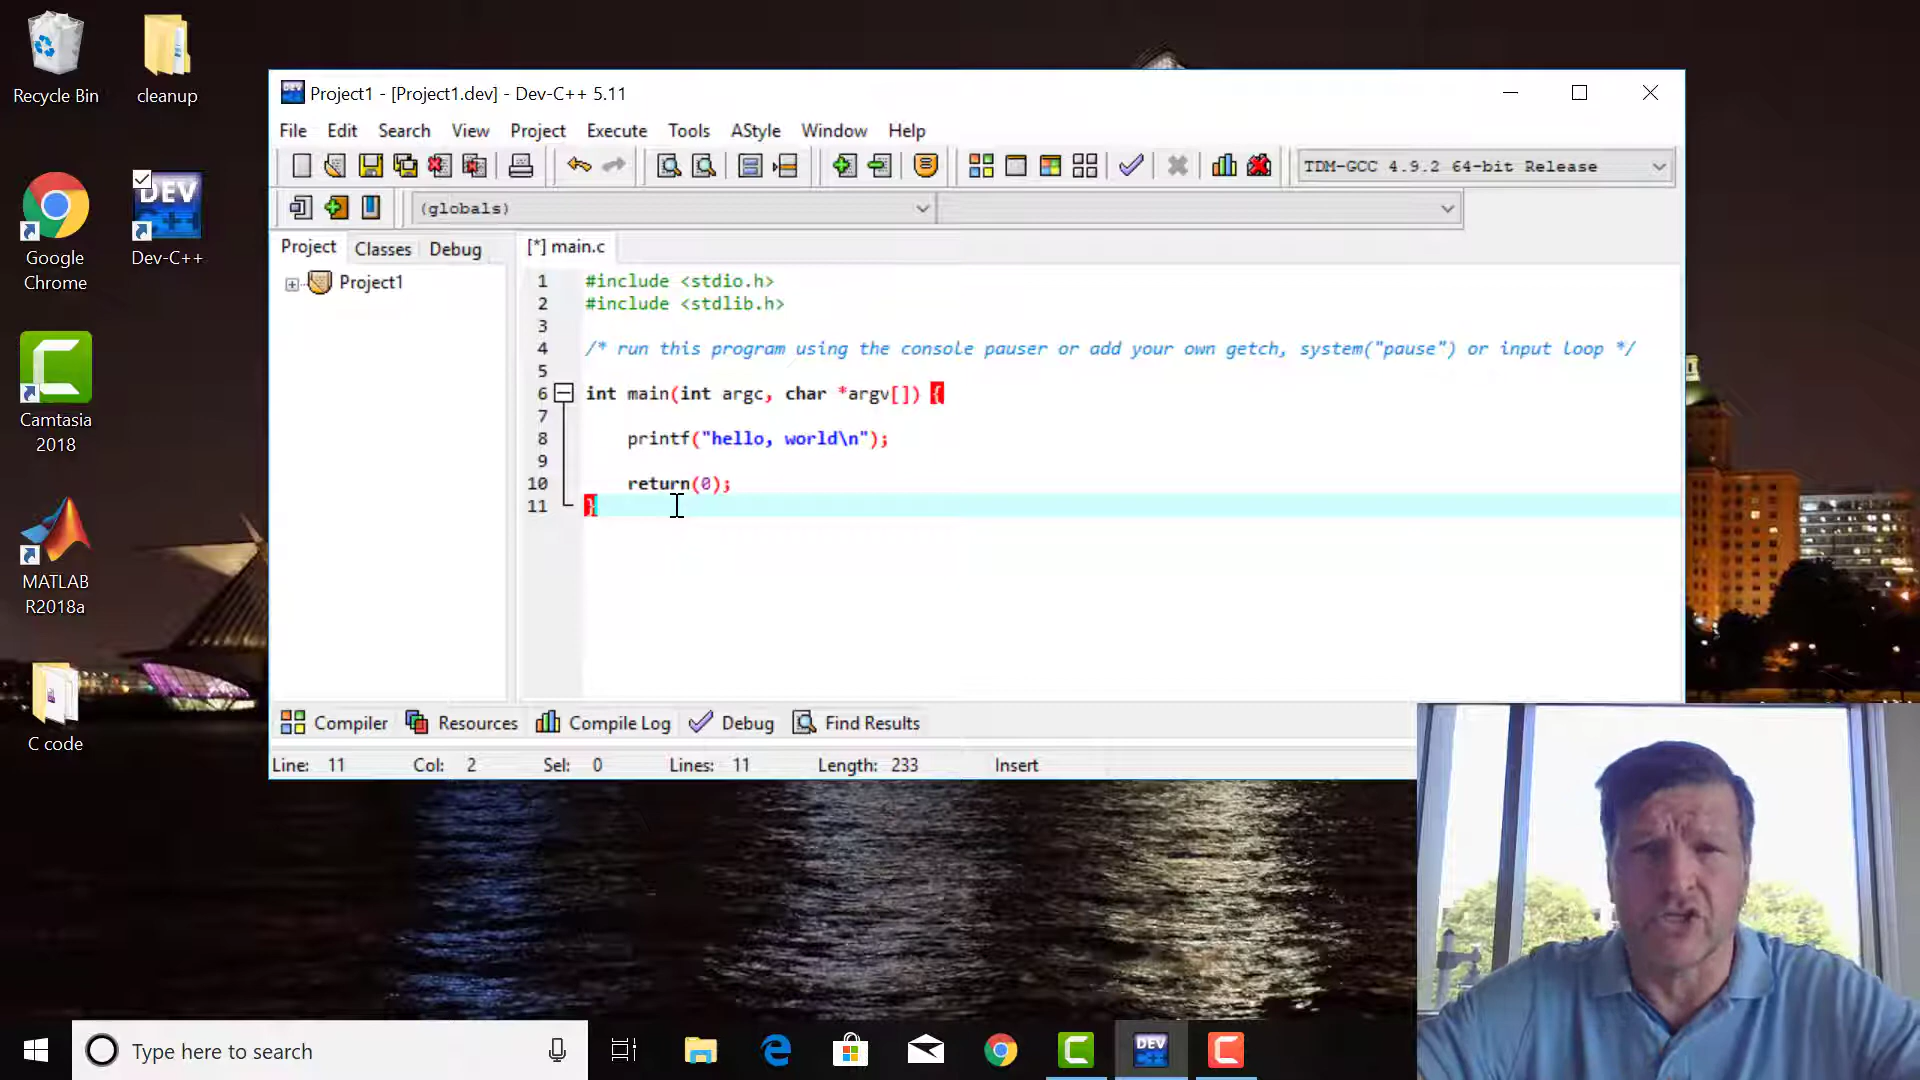 Recycle Bin
cleanup
Google
Chrome
DEV
C++
Dev-C++
Camtasia
2018
MATLAB
R2018a
C code
Project1 - [Project1.dev] - Dev-C++ 5.11
File Edit Search View Project Execute Tools AStyle Window Help
TDM-GCC 4.9.2 64-bit Release
(globals)
Project Classes Debug
[*] main.c
Project1
1 #include <stdio.h>
2 #include <stdlib.h>
3
4 /* run this program using the console pauser or add your own getch, system("pause") or input loop */
5
6 int main(int argc, char *argv[]) {
7
8 printf("hello, world\n");
9
10 return(0);
11 }
Compiler Resources Compile Log Debug Find Results
Line: 11 Col: 2 Sel: 0 Lines: 11 Length: 233 Insert
Type here to search
DEV
C++